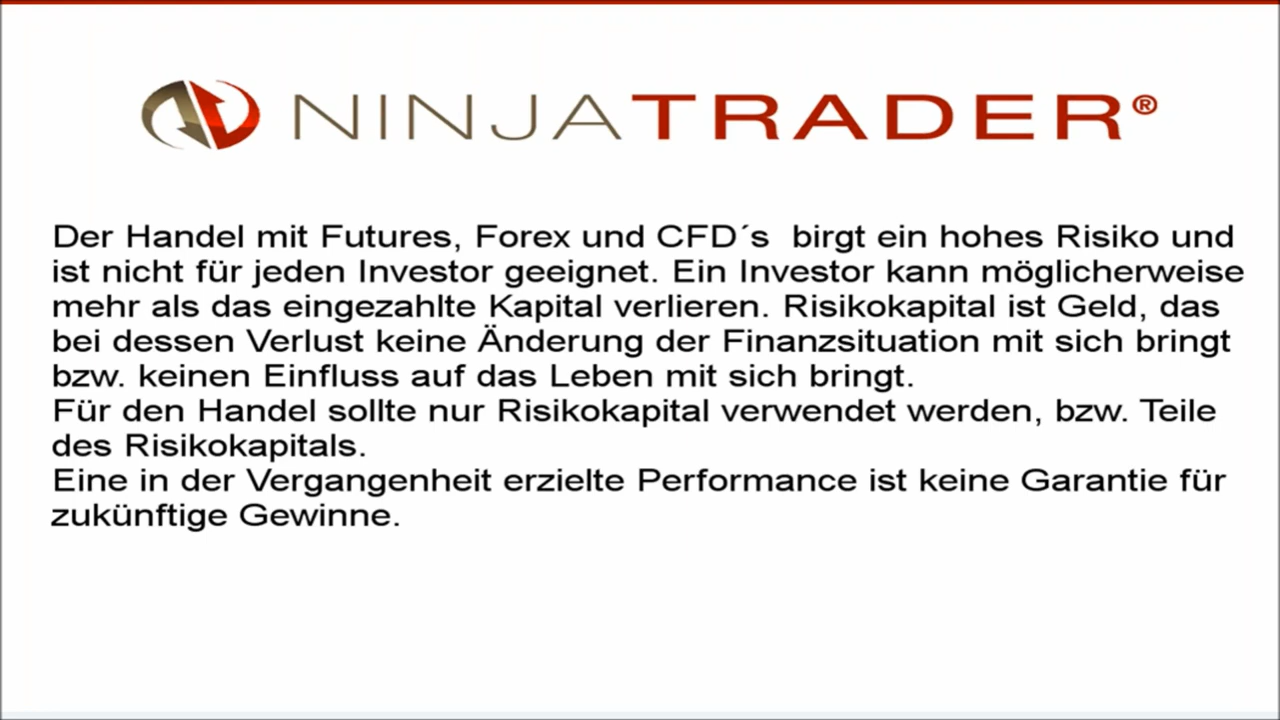 NINJATRADER®
Der Handel mit Futures, Forex und CFD´s  birgt ein hohes Risiko und
ist nicht für jeden Investor geeignet. Ein Investor kann möglicherweise
mehr als das eingezahlte Kapital verlieren. Risikokapital ist Geld, das
bei dessen Verlust keine Änderung der Finanzsituation mit sich bringt
bzw. keinen Einfluss auf das Leben mit sich bringt.
Für den Handel sollte nur Risikokapital verwendet werden, bzw. Teile
des Risikokapitals.
Eine in der Vergangenheit erzielte Performance ist keine Garantie für
zukünftige Gewinne.